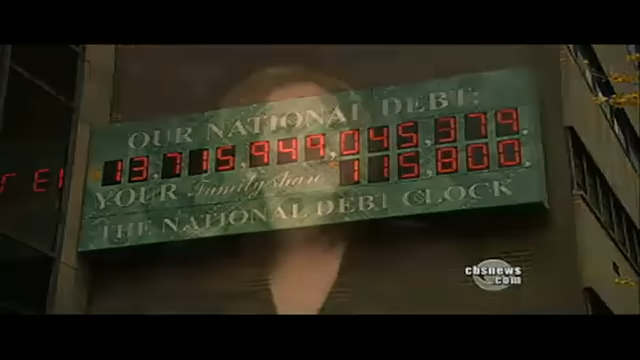 OUR NATIONAL DEBT:
13,715,949,045,379.
YOUR Family share 115,800.
THE NATIONAL DEBT CLOCK
cbsnews
.com